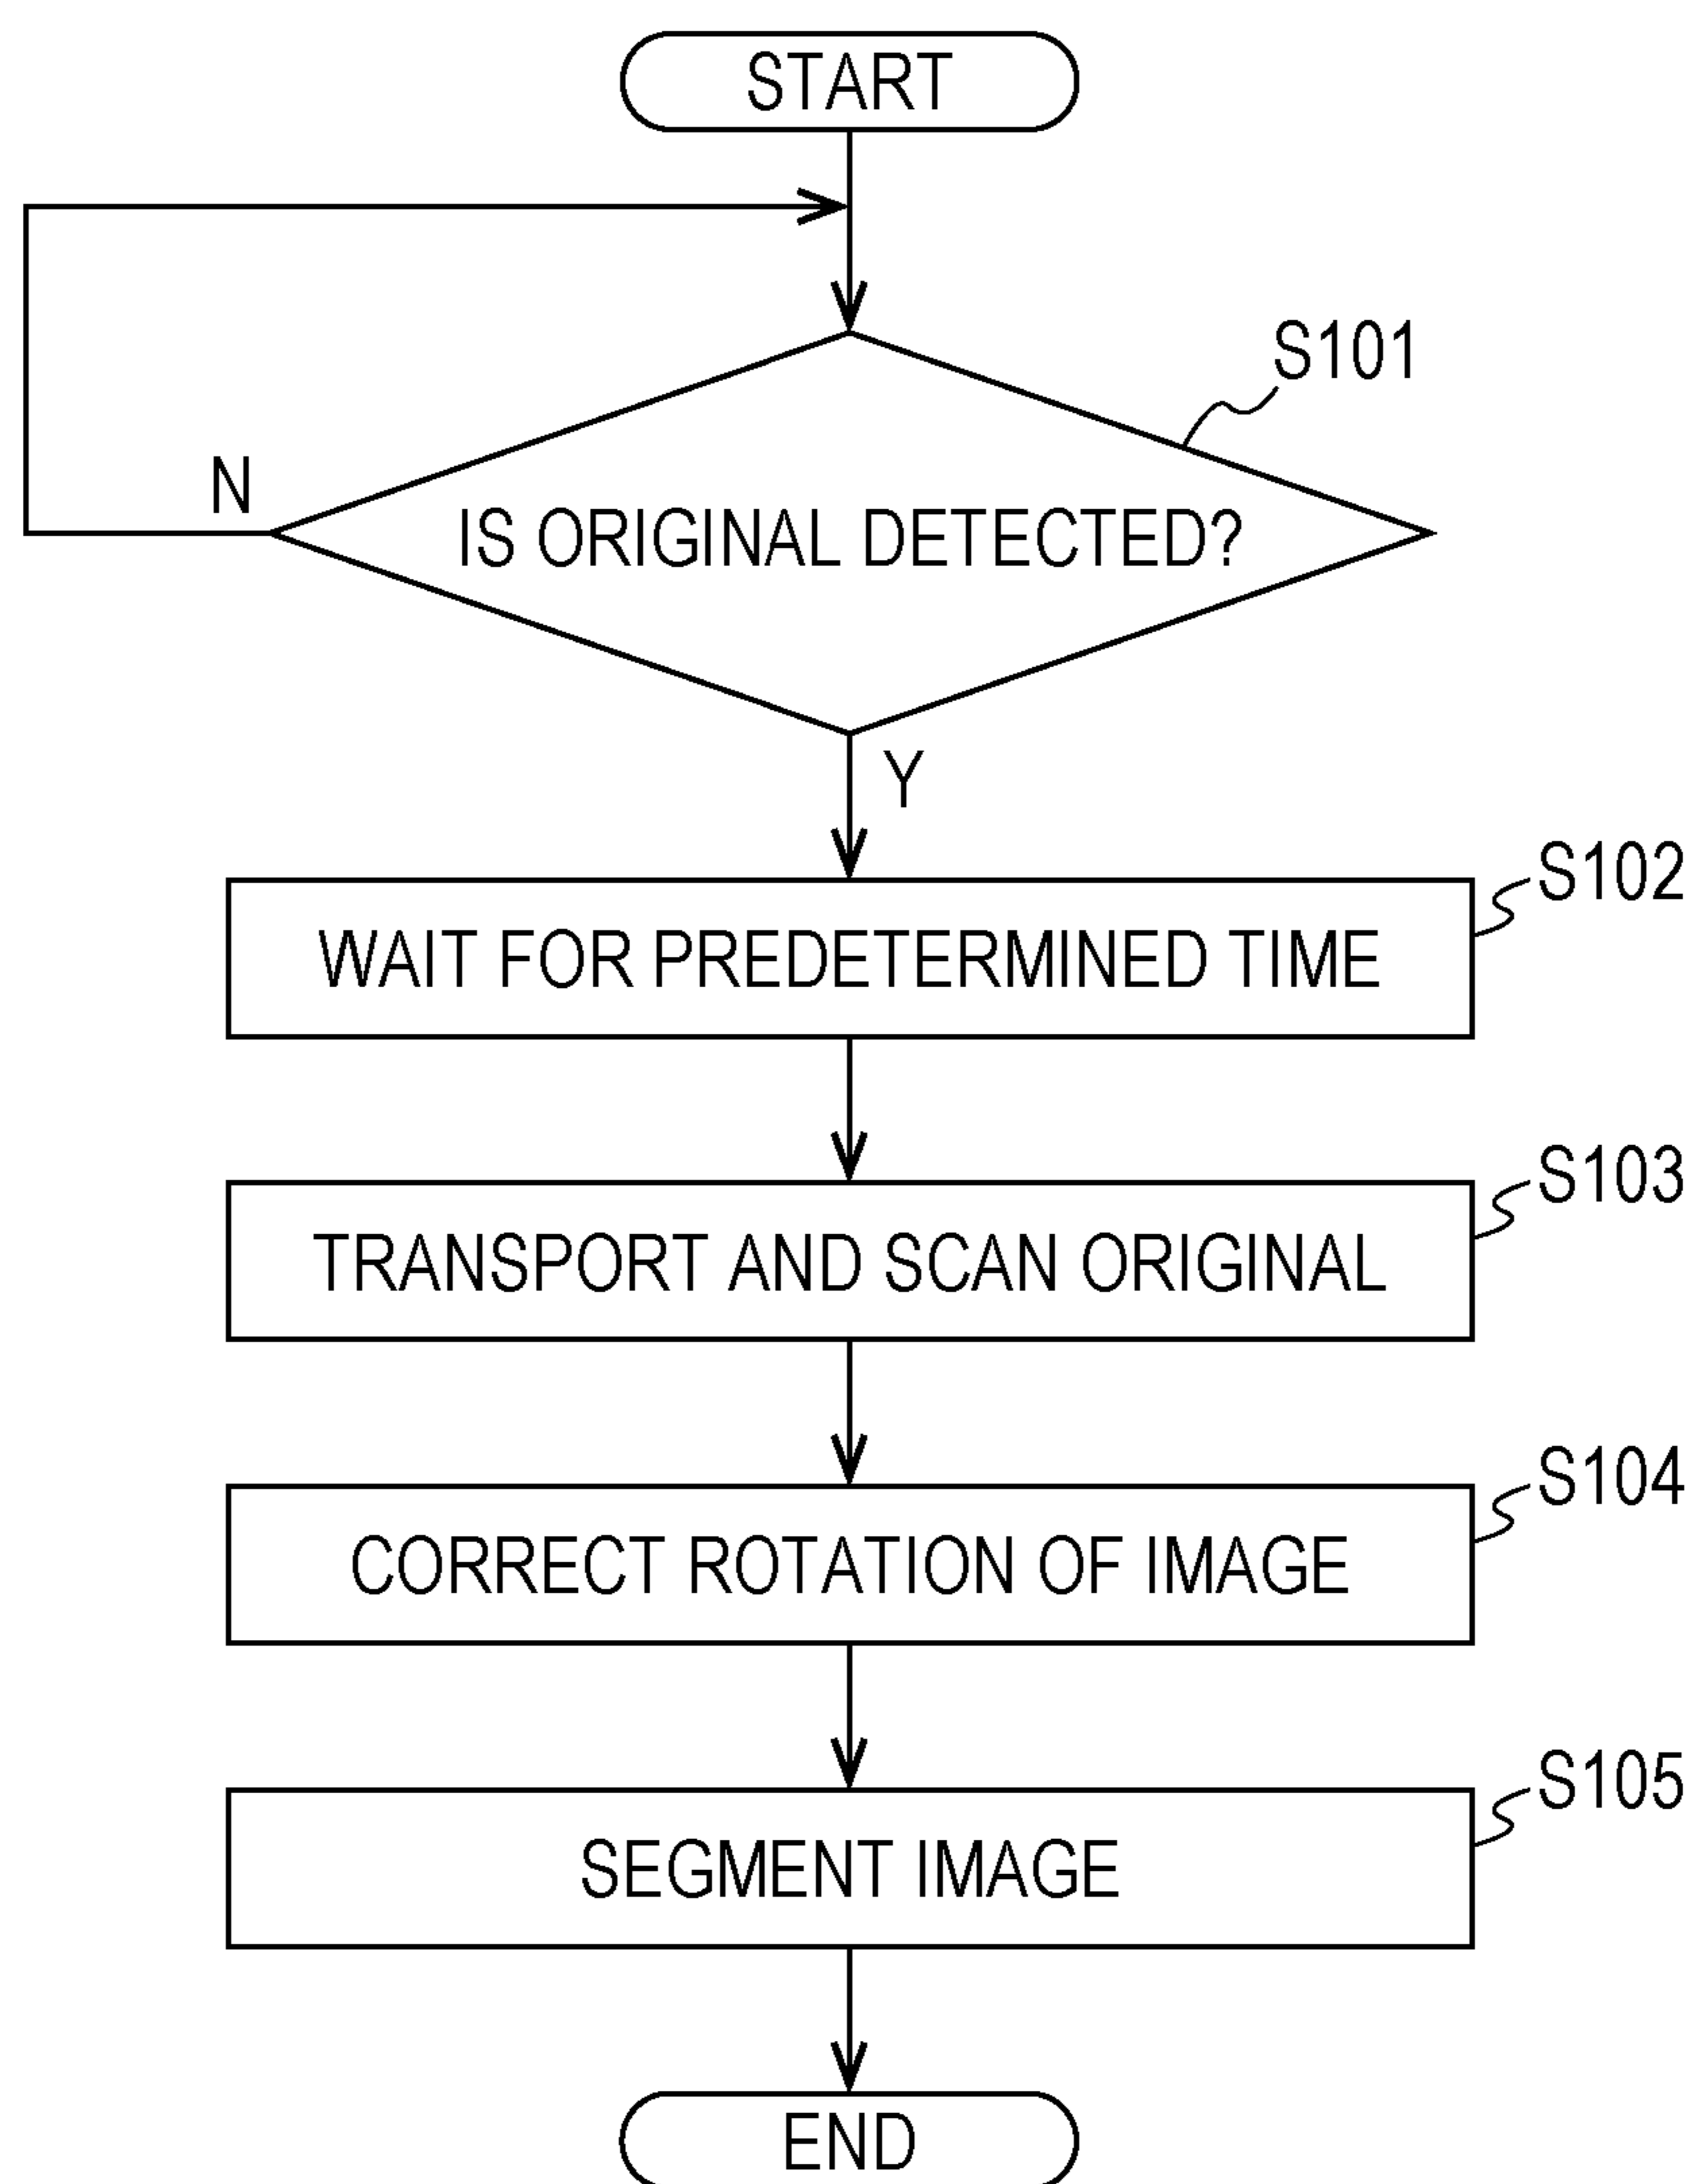 START
S101
N
IS ORIGINAL DETECTED?
Y
S102
WAIT FOR PREDETERMINED TIME
S103
TRANSPORT AND SCAN ORIGINAL
S104
CORRECT ROTATION OF IMAGE
S105
SEGMENT IMAGE
END